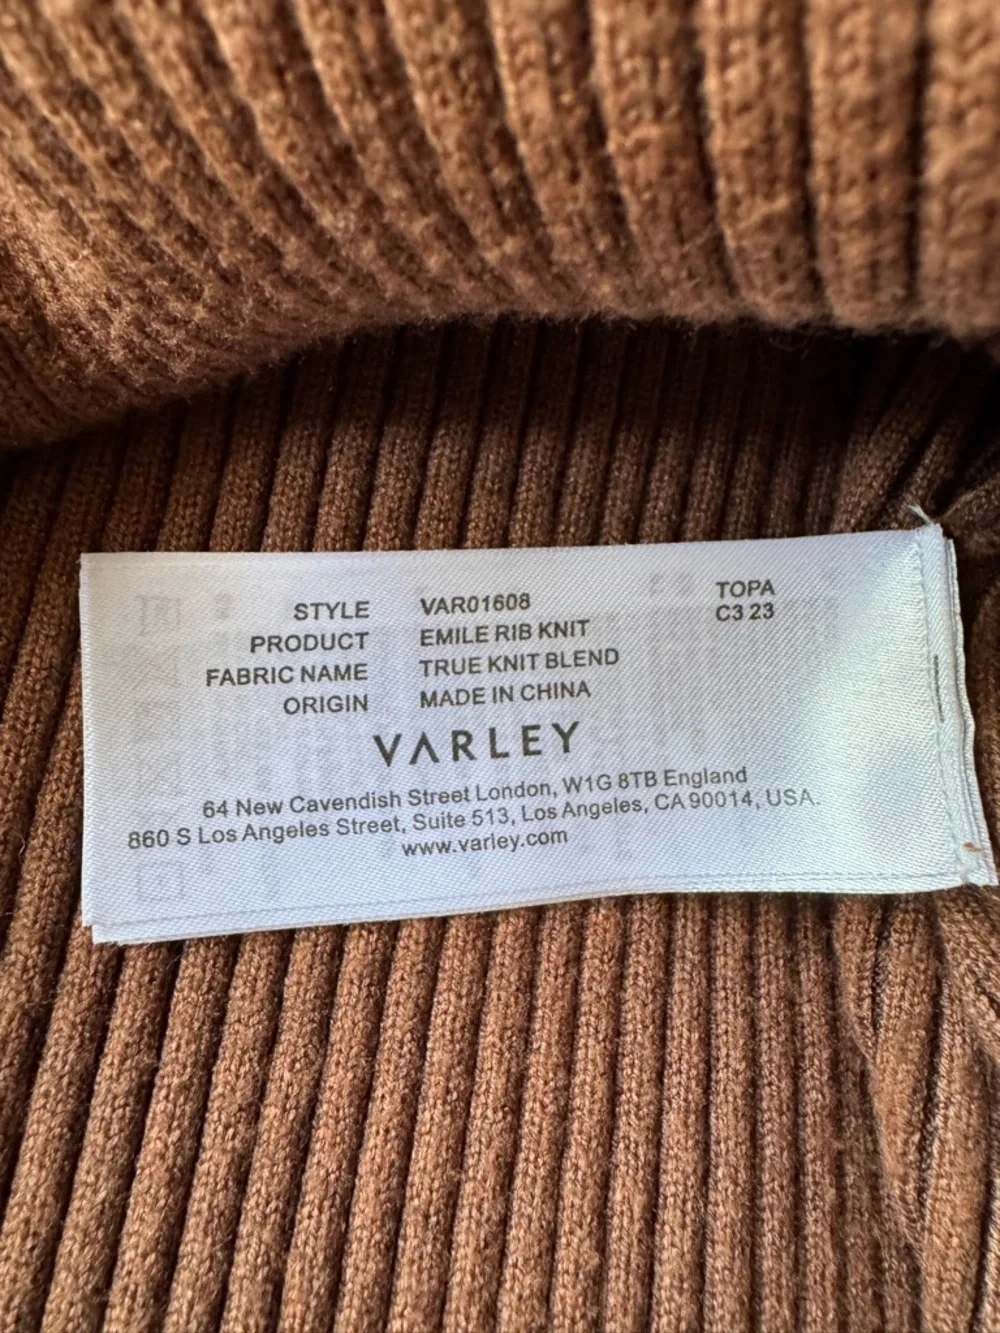 STYLE VAR01608 TOPA
PRODUCT EMILE RIB KNIT C3 23
FABRIC NAME TRUE KNIT BLEND
ORIGIN MADE IN CHINA
VARLEY
64 New Cavendish Street London, W1G 8TB England
860 S Los Angeles Street, Suite 513, Los Angeles, CA 90014, USA.
www.varley.com